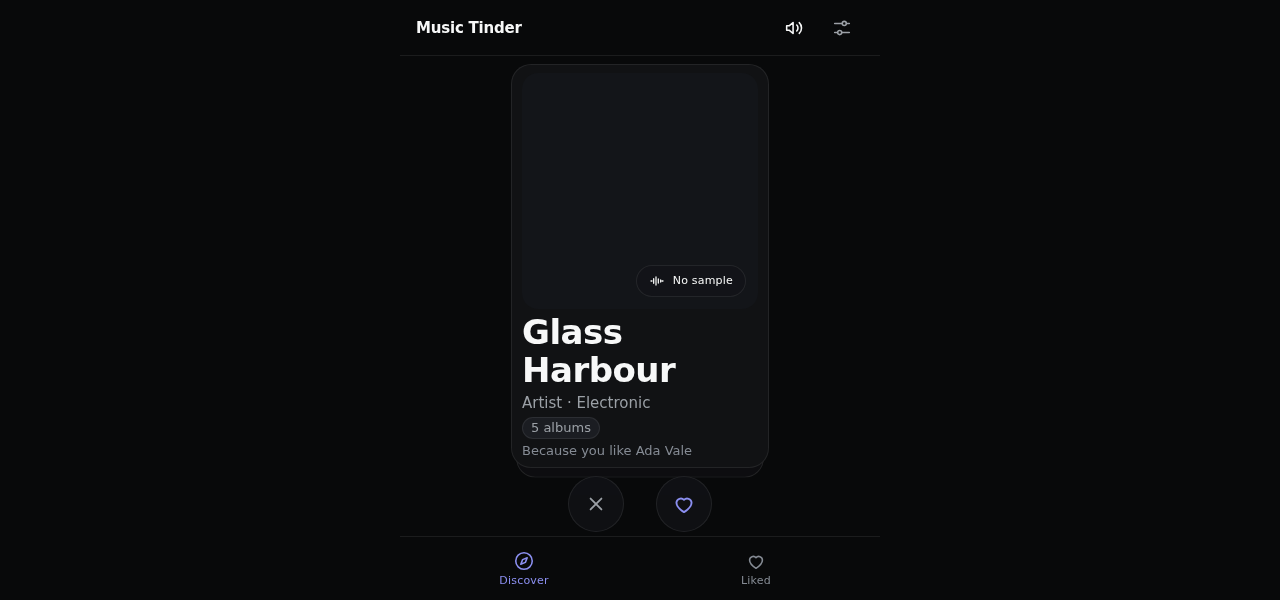 Music Tinder
No sample
Glass
Harbour
Artist · Electronic
5 albums
Because you like Ada Vale
Discover
Liked